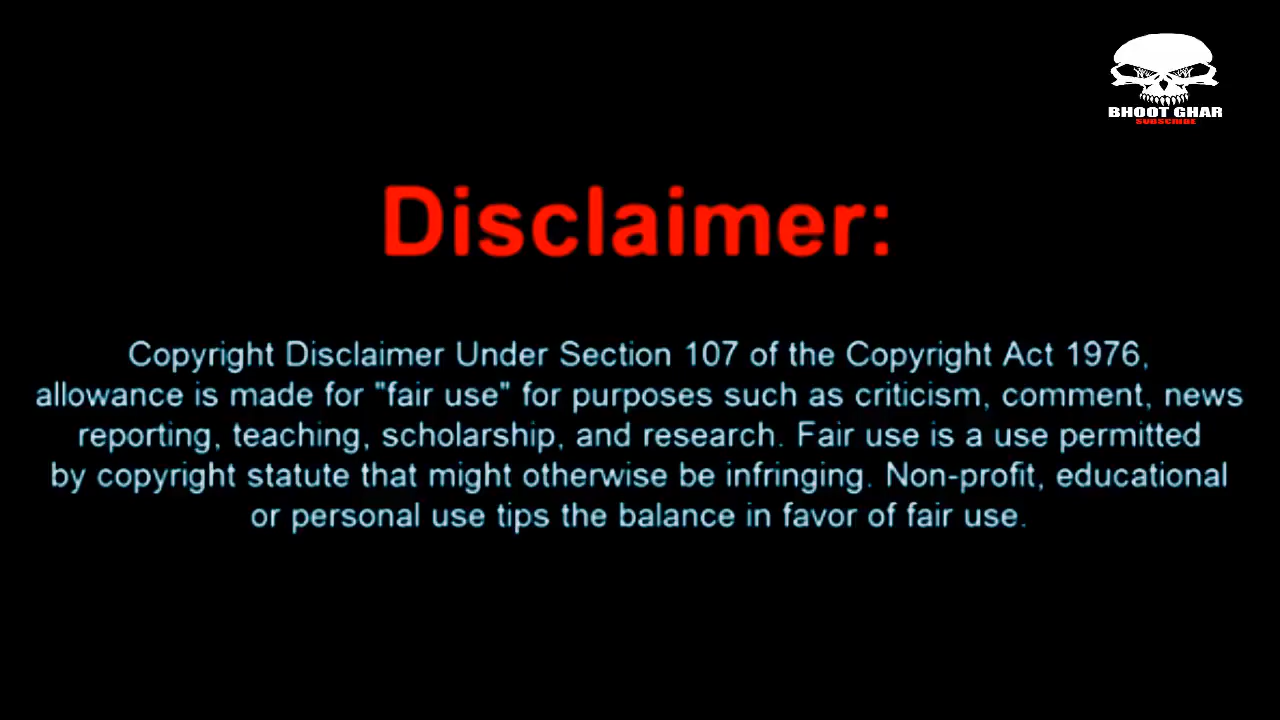 BHOOT GHAR
SUBSCRIBE
Disclaimer:
Copyright Disclaimer Under Section 107 of the Copyright Act 1976,
allowance is made for "fair use" for purposes such as criticism, comment, news
reporting, teaching, scholarship, and research. Fair use is a use permitted
by copyright statute that might otherwise be infringing. Non-profit, educational
or personal use tips the balance in favor of fair use.